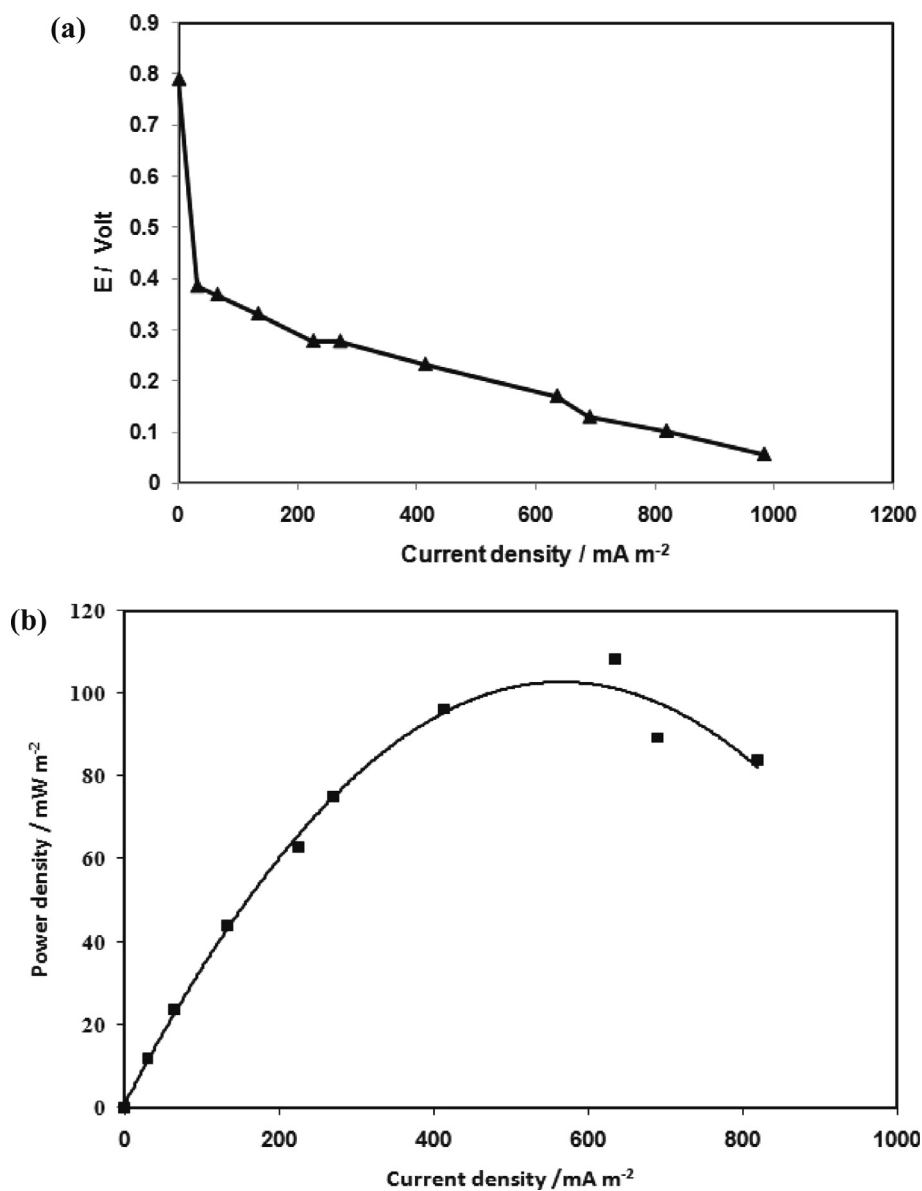 (a)
0.9
0.8
0.7
0.6
0.5
0.4
0.3
0.2
0.1
0
E / Volt
0 200 400 600 800 1000 1200
Current density / mA m-2
(b)
120
100
80
60
40
20
0
Power density / mW m-2
0 200 400 600 800 1000
Current density /mA m-2